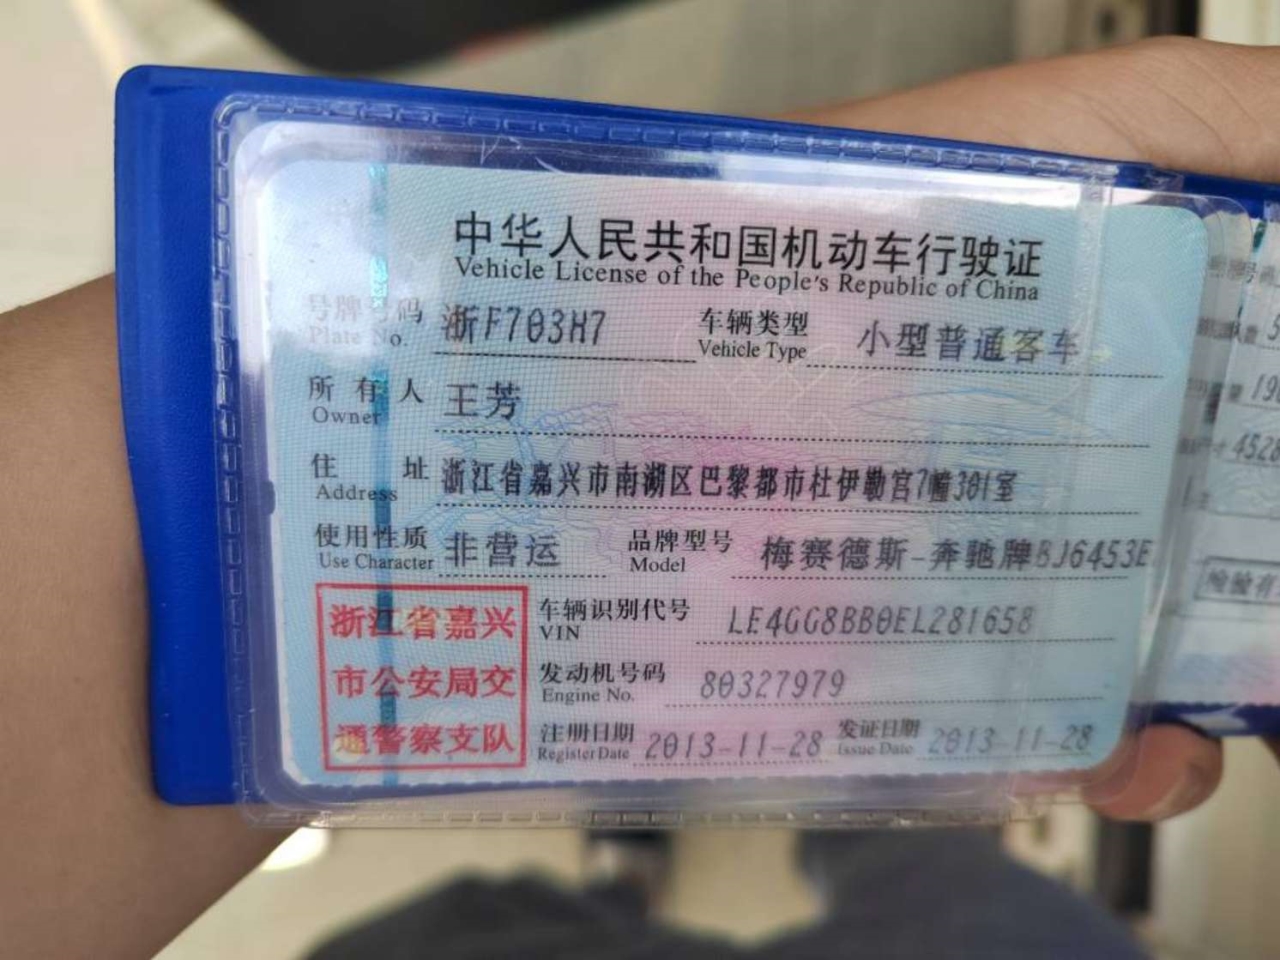 中华人民共和国机动车行驶证
Vehicle License of the People's Republic of China
号牌号码 浙F703H7 车辆类型 小型普通客车
Plate No. Vehicle Type
所有人 王芳
Owner
住址 浙江省嘉兴市南湖区巴黎都市杜伊勒宫7幢301室
Address
使用性质 非营运 品牌型号 梅赛德斯-奔驰牌BJ6453E
Use Character Model
浙江省嘉兴
市公安局交
通警察支队
车辆识别代号 LE4GG8BB0EL281658
VIN
发动机号码 80327979
Engine No.
注册日期 2013-11-28 发证日期 2013-11-28
Register Date Issue Date